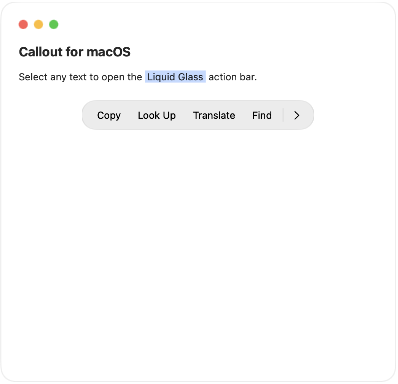 Callout for macOS
Select any text to open the Liquid Glass action bar.
Copy Look Up Translate Find